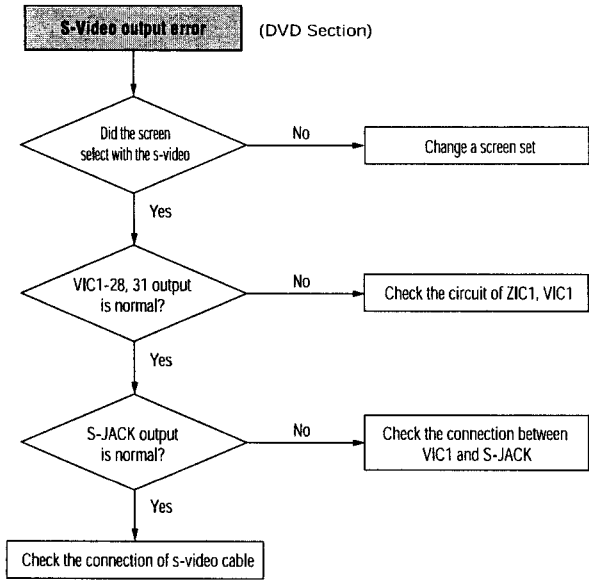 S-Video output error
(DVD Section)
Did the screen
select with the s-video
No
Change a screen set
Yes
VIC1-28, 31 output
is normal?
No
Check the circuit of ZIC1, VIC1
Yes
S-JACK output
is normal?
No
Check the connection between
VIC1 and S-JACK
Yes
Check the connection of s-video cable